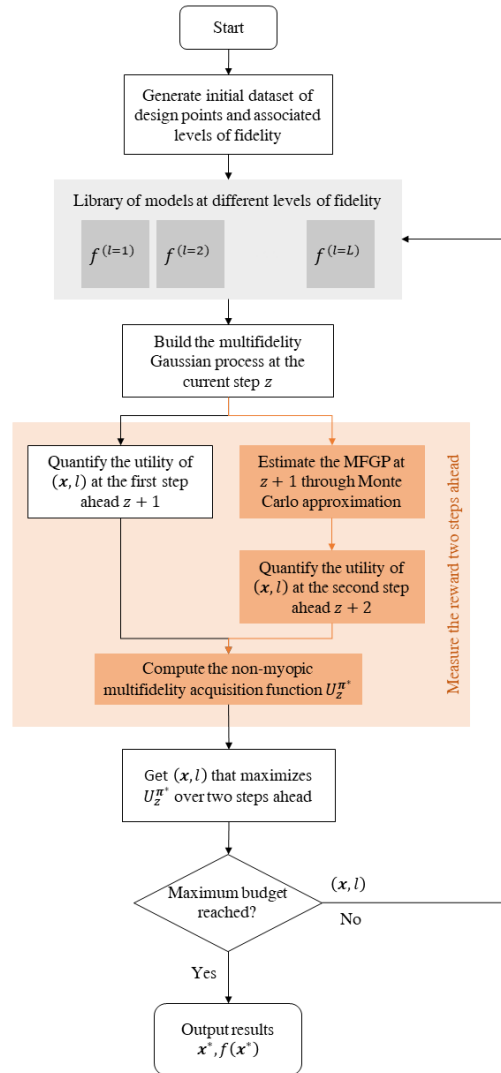 Start
Generate initial dataset of
design points and associated
levels of fidelity
Library of models at different levels of fidelity
f^(l=1) f^(l=2) f^(l=L)
Build the multifidelity
Gaussian process at the
current step z
Quantify the utility of
(x, l) at the first step
ahead z + 1
Estimate the MFGP at
z + 1 through Monte
Carlo approximation
Quantify the utility of
(x, l) at the second step
ahead z + 2
Measure the reward two steps ahead
Compute the non-myopic
multifidelity acquisition function U_z^π*
Get (x, l) that maximizes
U_z^π* over two steps ahead
Maximum budget
reached?
(x, l)
No
Yes
Output results
x*, f(x*)